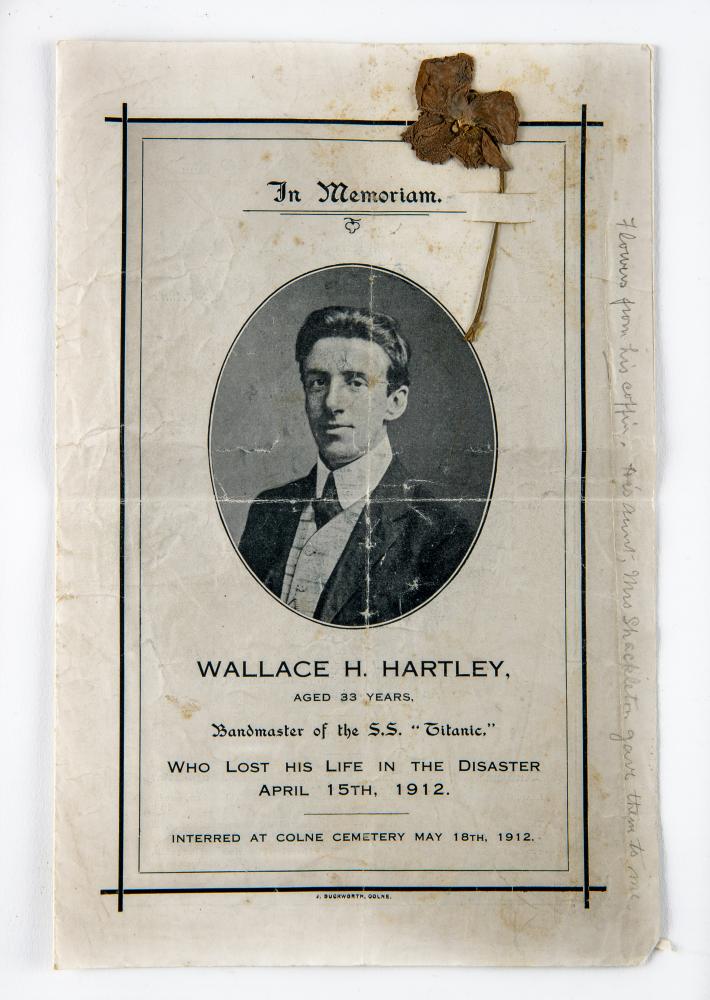 In Memoriam.
WALLACE H. HARTLEY,
AGED 33 YEARS,
Bandmaster of the S.S. "Titanic,"
WHO LOST HIS LIFE IN THE DISASTER
APRIL 15TH, 1912.
INTERRED AT COLNE CEMETERY MAY 18TH, 1912.
J. DUCKWORTH, COLNE.
Flowers from his coffin. His aunt, Mrs Shackleton gave them to me